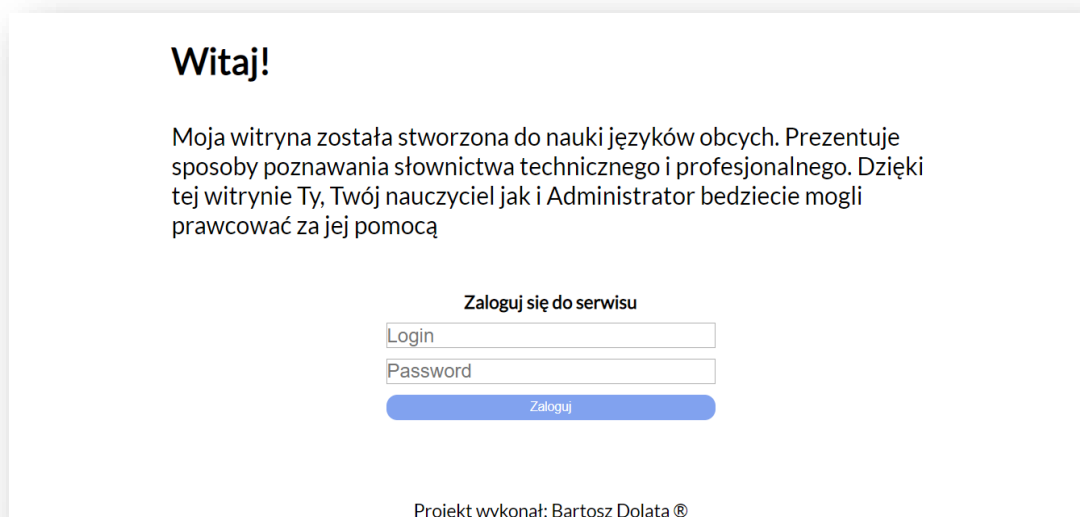 Witaj!
Moja witryna została stworzona do nauki języków obcych. Prezentuje
sposoby poznawania słownictwa technicznego i profesjonalnego. Dzięki
tej witrynie Ty, Twój nauczyciel jak i Administrator bedziecie mogli
prawcować za jej pomocą
Zaloguj się do serwisu
Login
Password
Zaloguj
Projekt wykonał: Bartosz Dolata ®